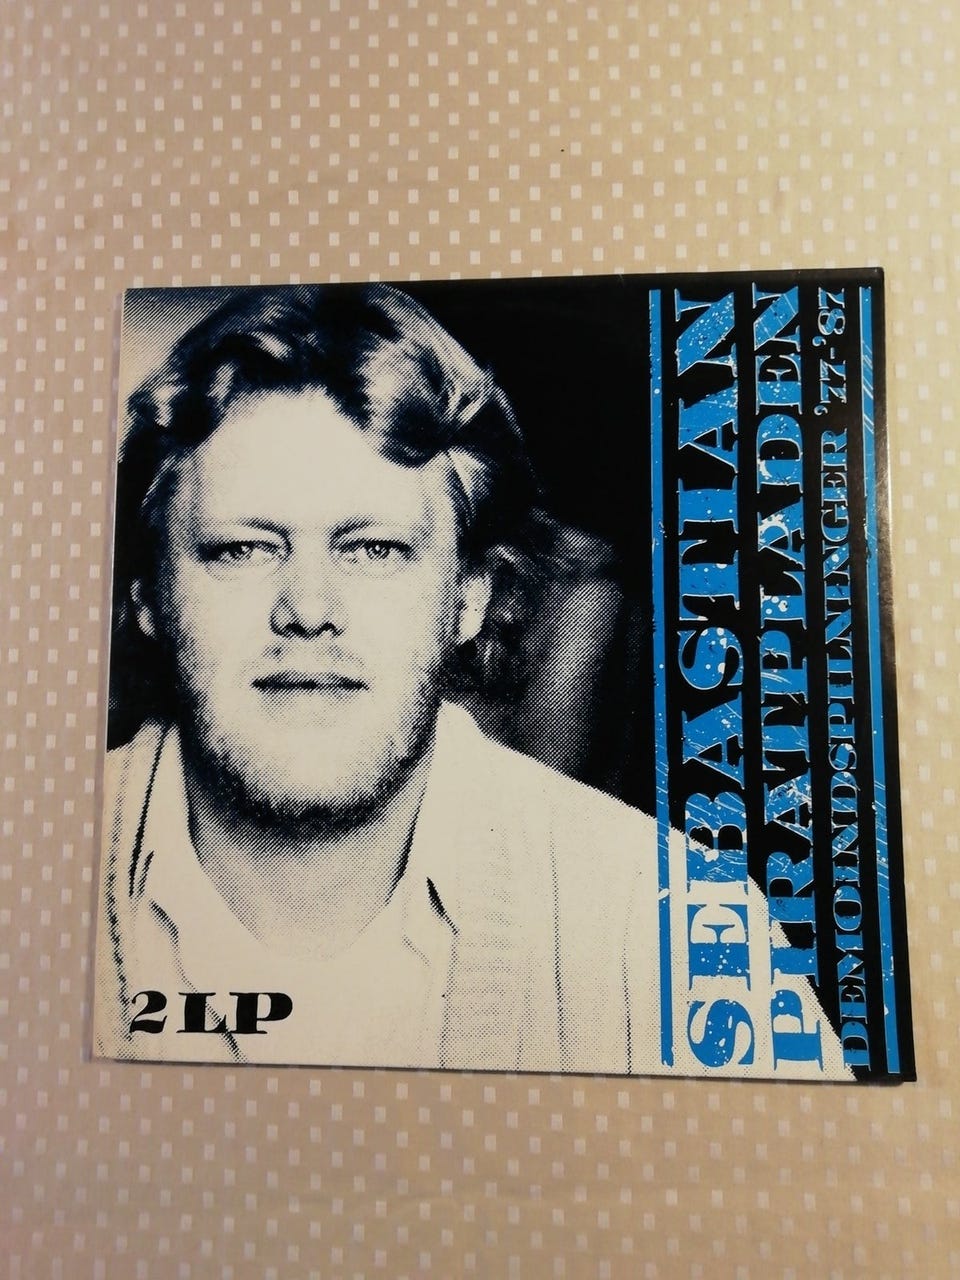 SEBASTIAN
PIRATPLADEN
DEMOINDSPILNINGER '77-'87
2LP